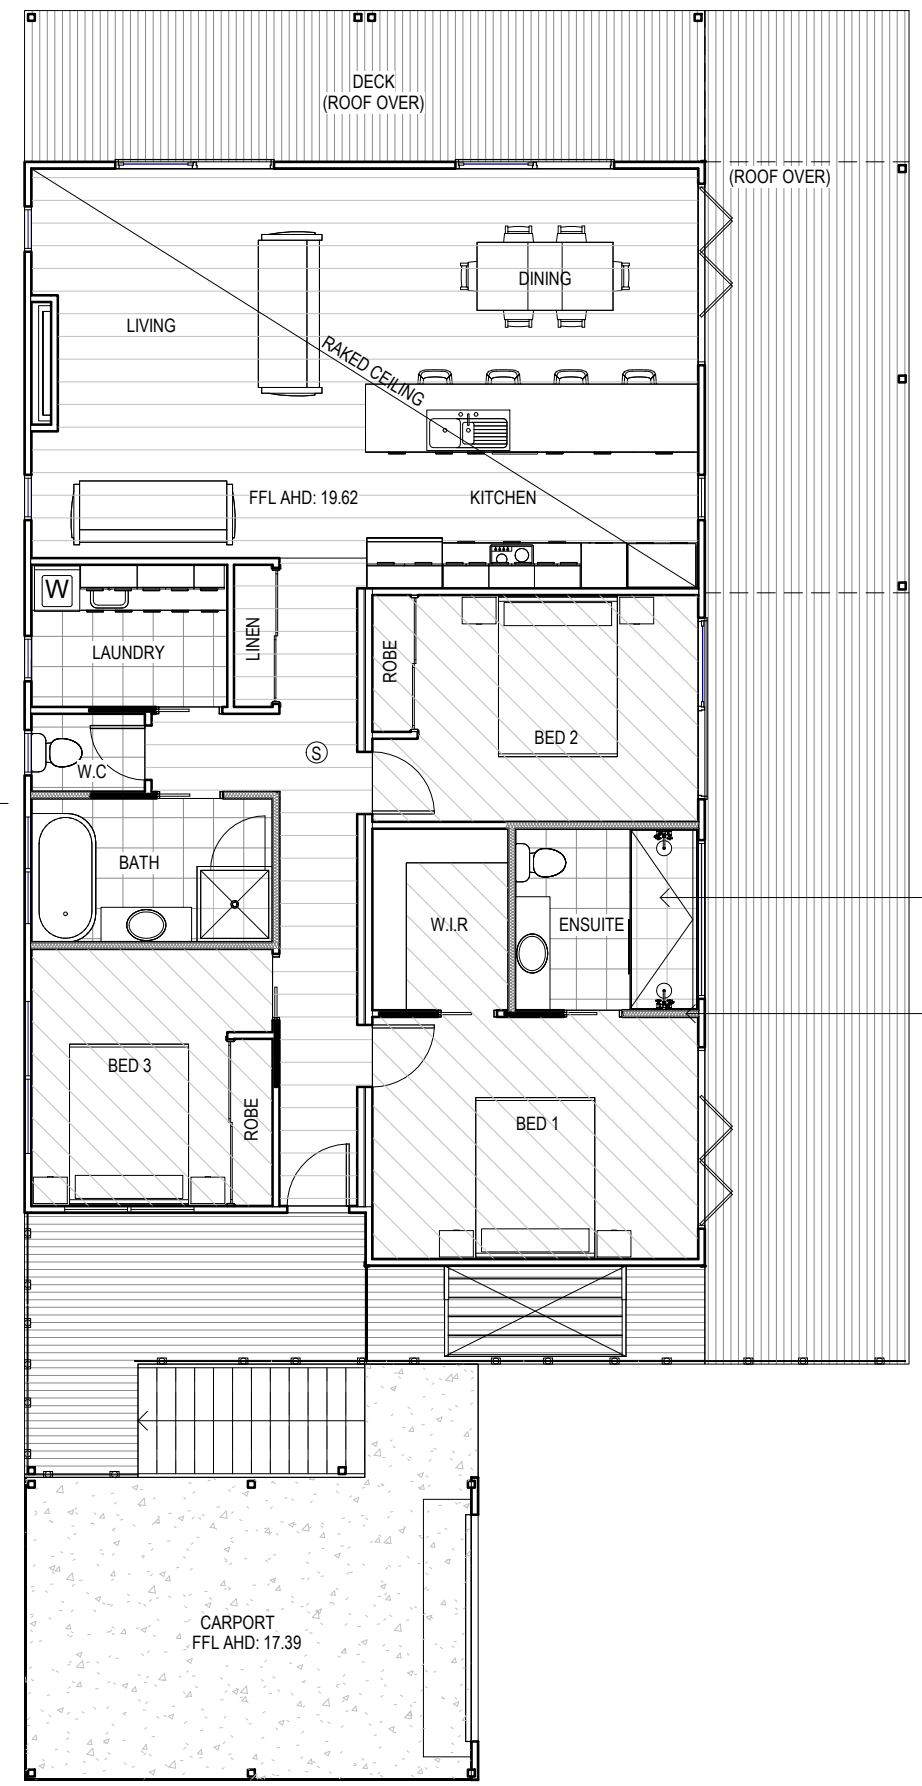 DECK
(ROOF OVER)
(ROOF OVER)
DINING
LIVING
RAKED CEILING
FFL AHD: 19.62
KITCHEN
W
LAUNDRY
LINEN
ROBE
BED 2
S
W.C
BATH
W.I.R
ENSUITE
BED 3
ROBE
BED 1
CARPORT
FFL AHD: 17.39